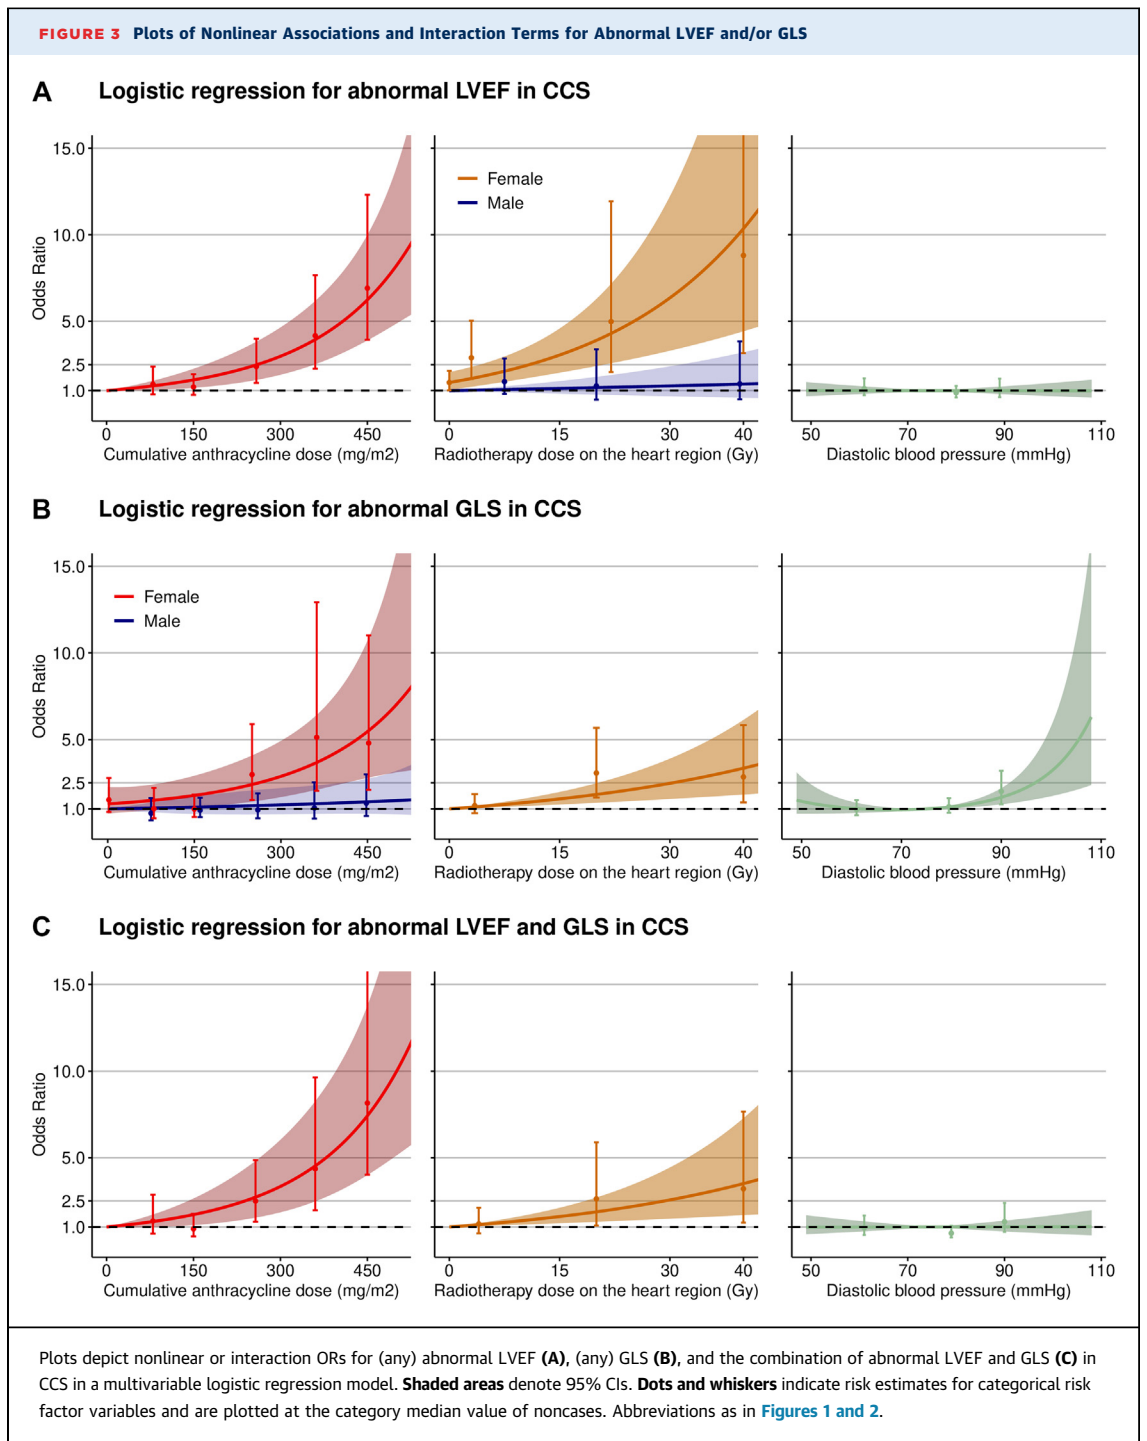 FIGURE 3 Plots of Nonlinear Associations and Interaction Terms for Abnormal LVEF and/or GLS
A Logistic regression for abnormal LVEF in CCS
Odds Ratio
15.0
10.0
5.0
2.5
1.0
0 150 300 450
Cumulative anthracycline dose (mg/m2)
Female
Male
0 15 30 40
Radiotherapy dose on the heart region (Gy)
50 70 90 110
Diastolic blood pressure (mmHg)
B Logistic regression for abnormal GLS in CCS
Odds Ratio
15.0
10.0
5.0
2.5
1.0
Female
Male
0 150 300 450
Cumulative anthracycline dose (mg/m2)
0 15 30 40
Radiotherapy dose on the heart region (Gy)
50 70 90 110
Diastolic blood pressure (mmHg)
C Logistic regression for abnormal LVEF and GLS in CCS
Odds Ratio
15.0
10.0
5.0
2.5
1.0
0 150 300 450
Cumulative anthracycline dose (mg/m2)
0 15 30 40
Radiotherapy dose on the heart region (Gy)
50 70 90 110
Diastolic blood pressure (mmHg)
Plots depict nonlinear or interaction ORs for (any) abnormal LVEF (A), (any) GLS (B), and the combination of abnormal LVEF and GLS (C) in
CCS in a multivariable logistic regression model. Shaded areas denote 95% CIs. Dots and whiskers indicate risk estimates for categorical risk
factor variables and are plotted at the category median value of noncases. Abbreviations as in Figures 1 and 2.